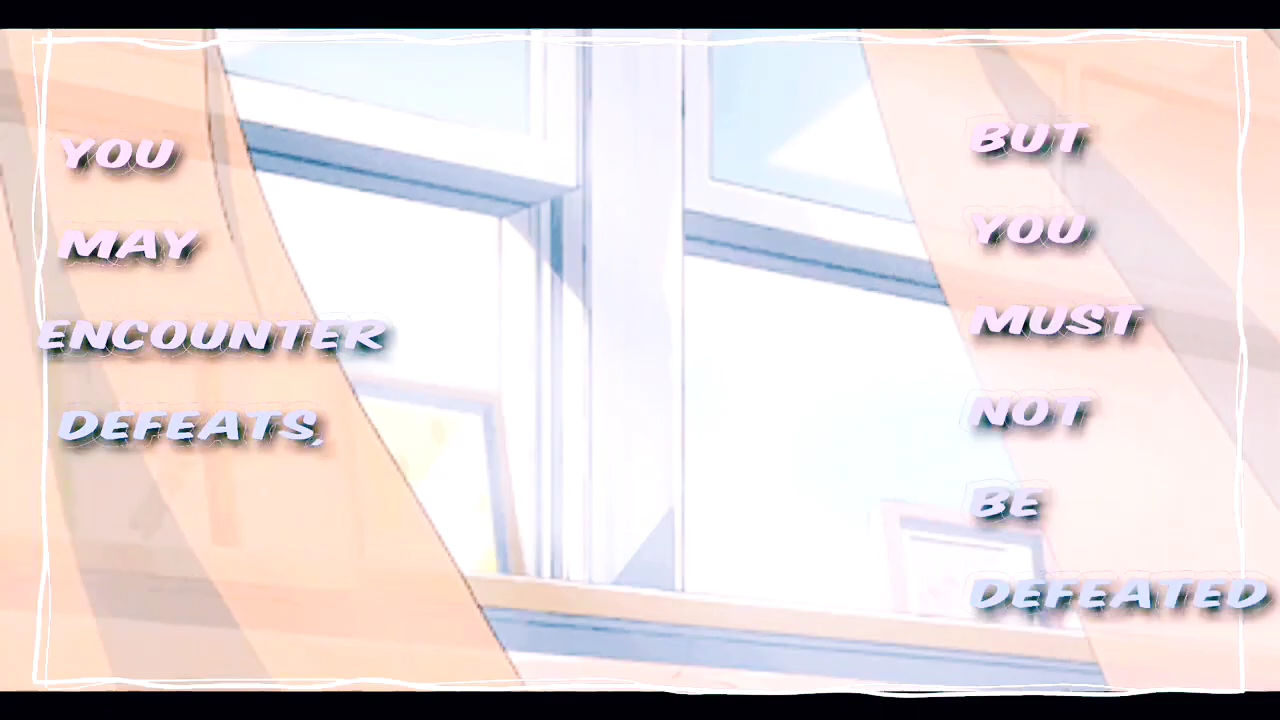 YOU
MAY
ENCOUNTER
DEFEATS,
BUT
YOU
MUST
NOT
BE
DEFEATED